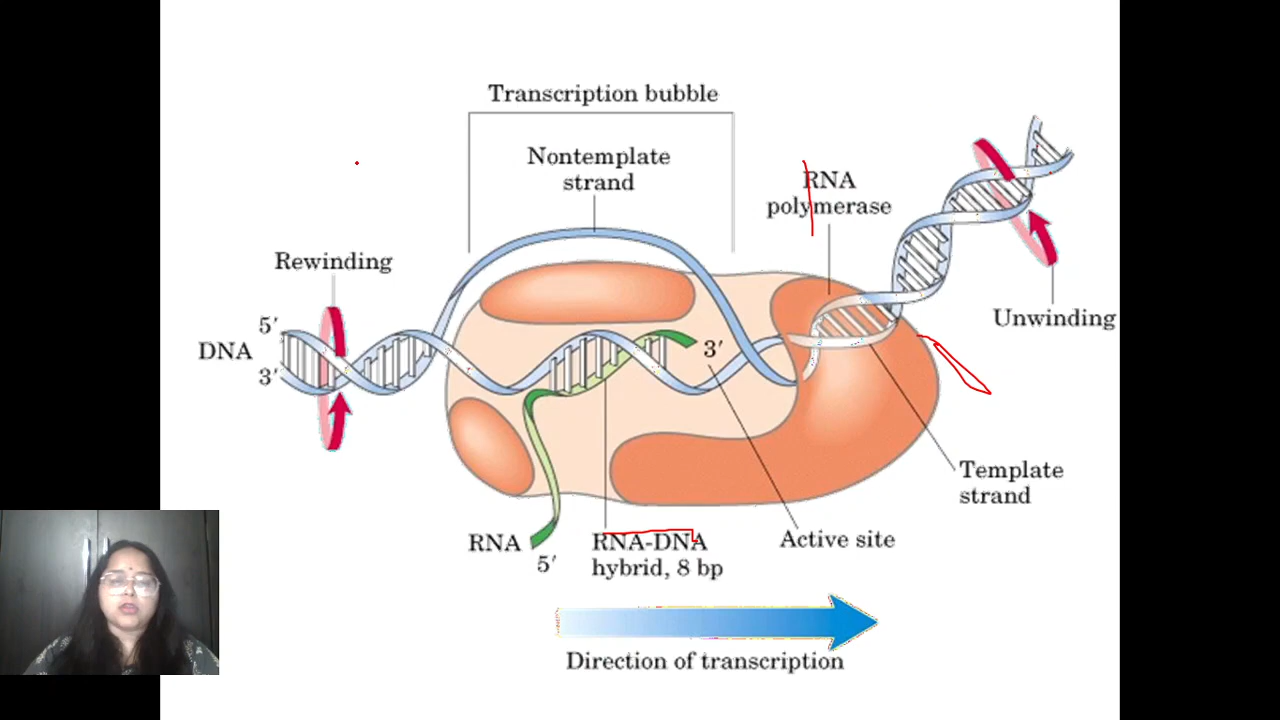 Transcription bubble
Nontemplate
strand
RNA
polymerase
Rewinding
Unwinding
5′
DNA
3′
3′
Template
strand
RNA
5′
RNA-DNA
hybrid, 8 bp
Active site
Direction of transcription